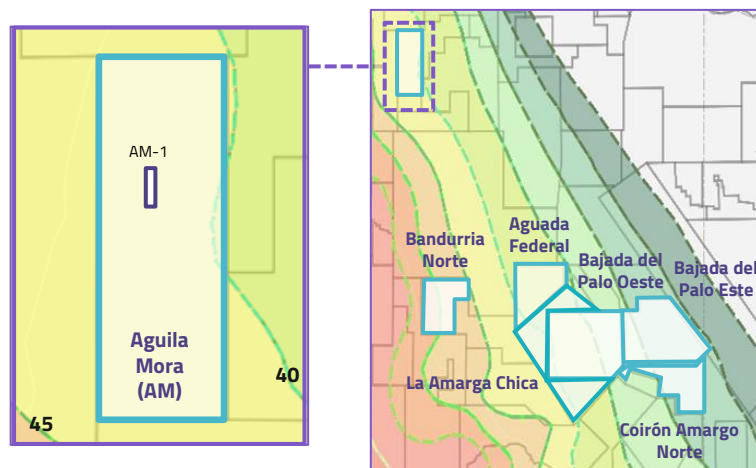 AM-1
Aguila
Mora
(AM)
40
45
Bandurria
Norte
Aguada
Federal
Bajada del
Palo Oeste
Bajada del
Palo Este
La Amarga Chica
Coirón Amargo
Norte